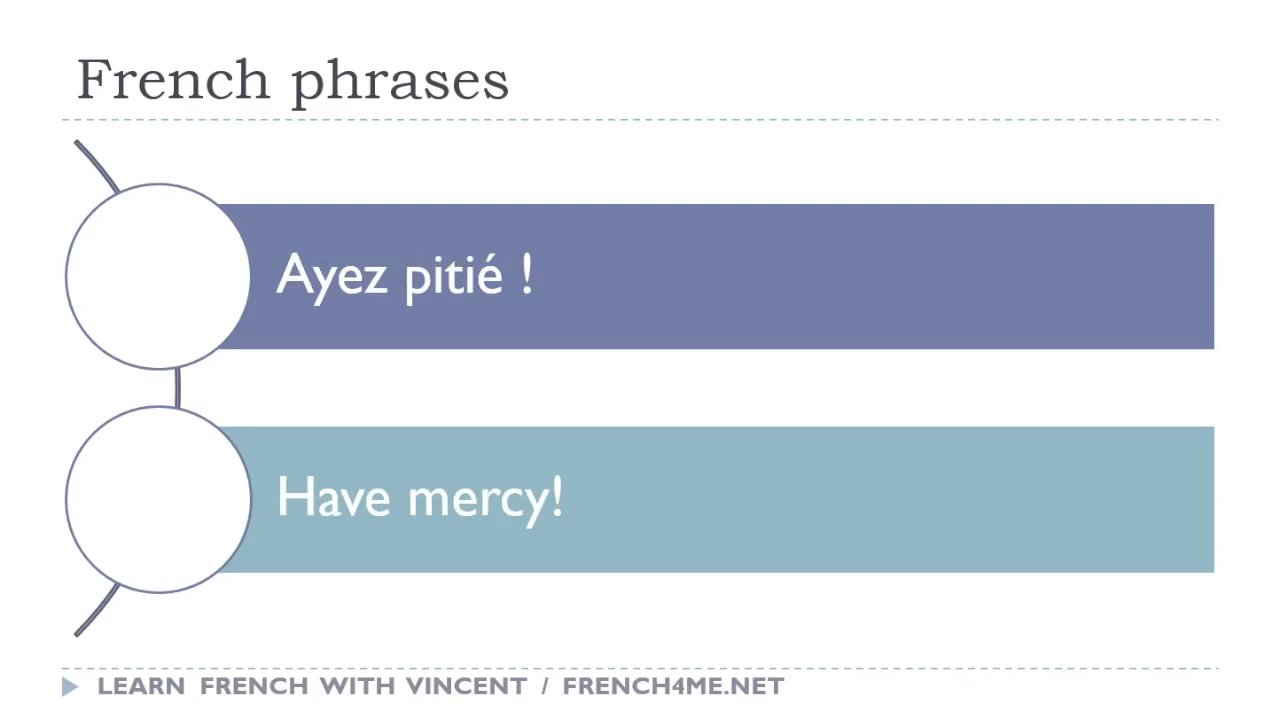 French phrases
Ayez pitié !
Have mercy!
LEARN FRENCH WITH VINCENT / FRENCH4ME.NET